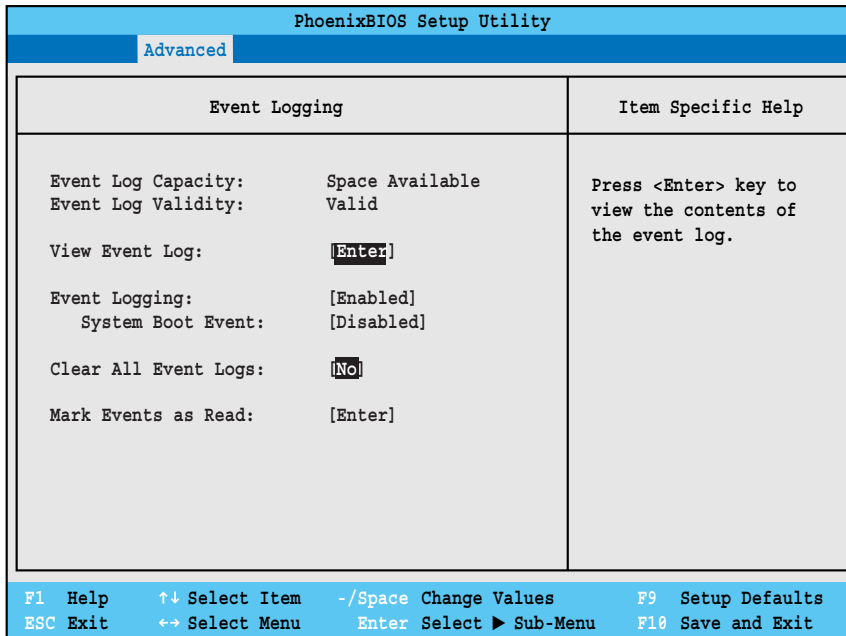 PhoenixBIOS Setup Utility
Advanced
Event Logging
Item Specific Help
Event Log Capacity: Space Available
Event Log Validity: Valid
View Event Log: [Enter]
Event Logging: [Enabled]
System Boot Event: [Disabled]
Clear All Event Logs: [No]
Mark Events as Read: [Enter]
Press <Enter> key to
view the contents of
the event log.
F1 Help ↑↓ Select Item -/Space Change Values F9 Setup Defaults
ESC Exit ←→ Select Menu Enter Select ▶ Sub-Menu F10 Save and Exit